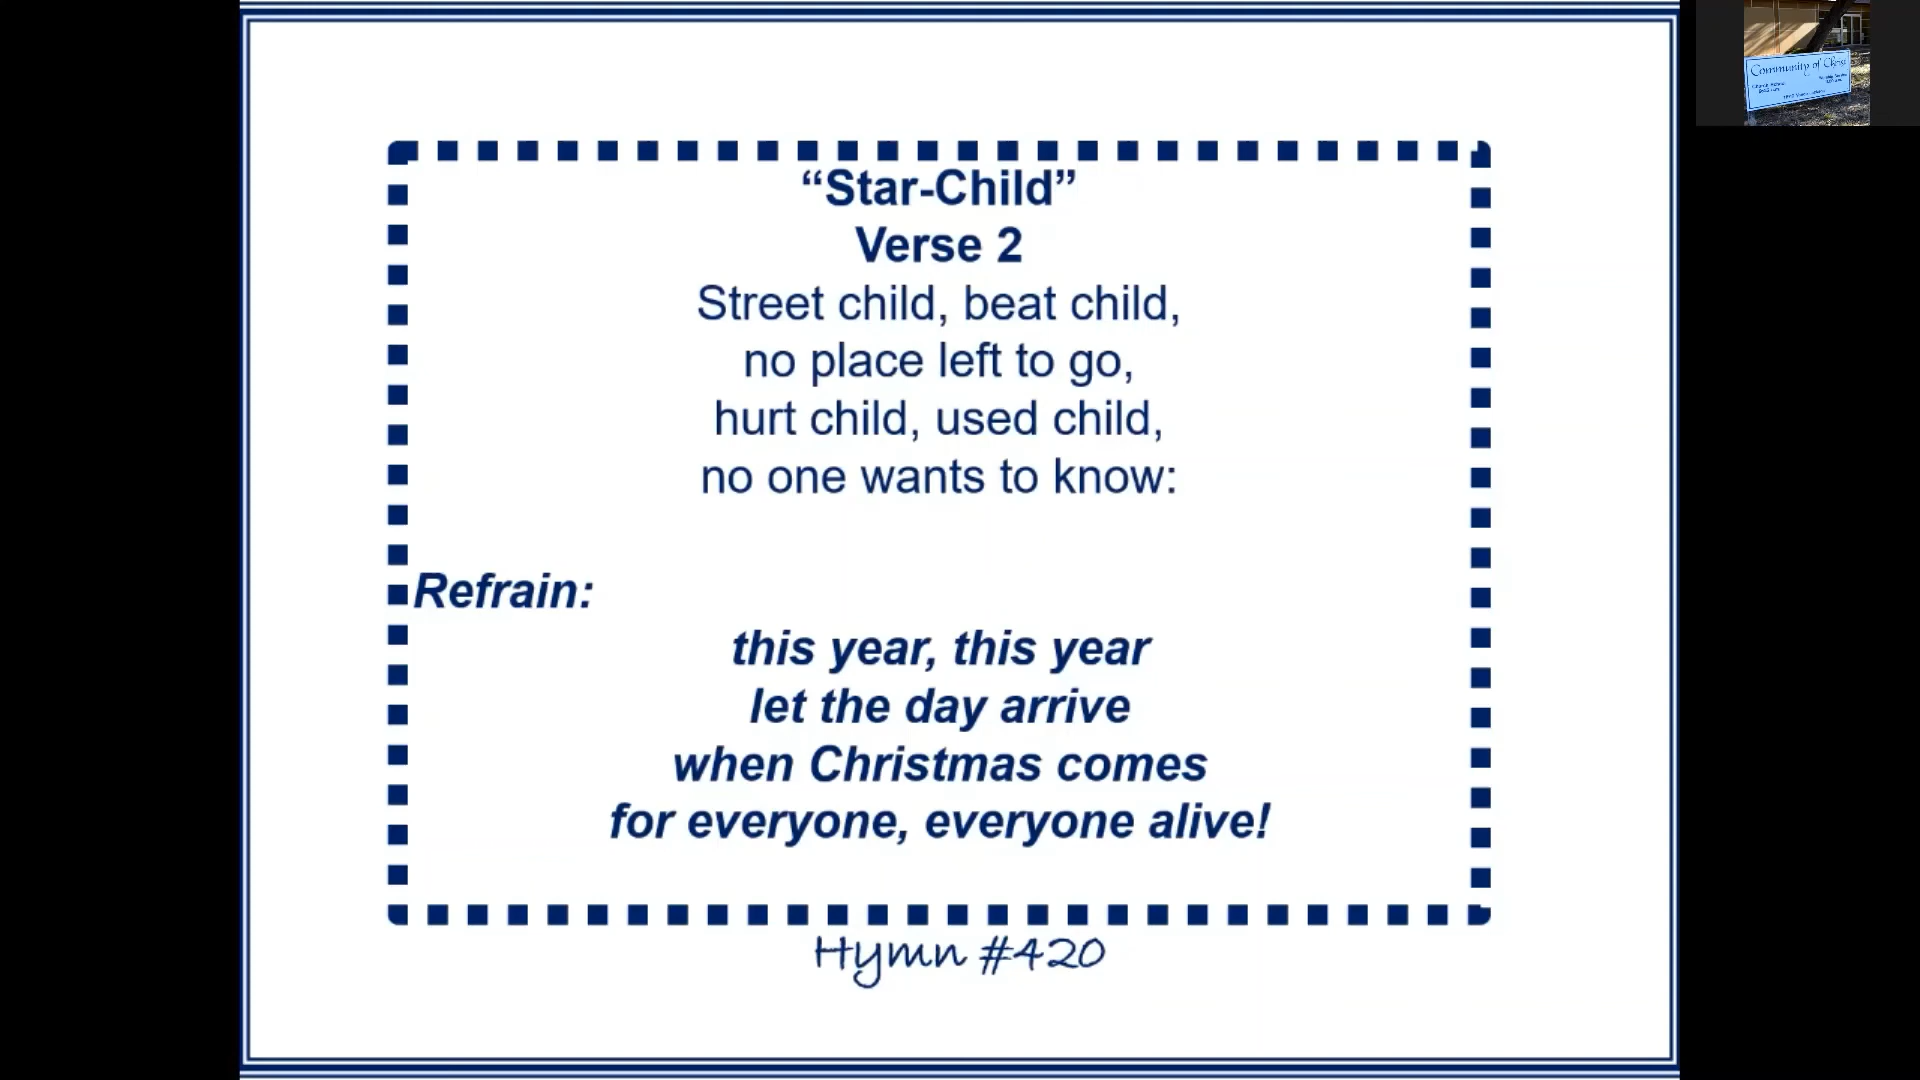 “Star-Child”
Verse 2
Street child, beat child,
no place left to go,
hurt child, used child,
no one wants to know:
Refrain:
this year, this year
let the day arrive
when Christmas comes
for everyone, everyone alive!
Hymn #420
Community of Christ